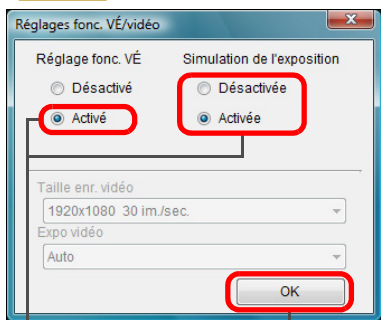 Réglages fonc. VÉ/vidéo
Réglage fonc. VÉ Simulation de l'exposition
Désactivé Désactivée
Activé Activée
Taille enr. vidéo
1920x1080 30 im./sec.
Expo vidéo
Auto
OK